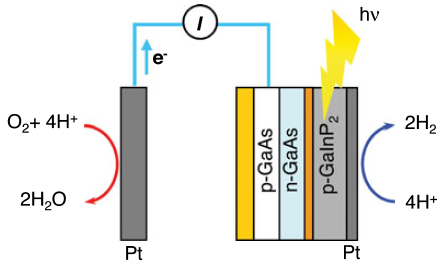 I
hν
e⁻
O₂+ 4H⁺
2H₂O
Pt
p-GaAs
n-GaAs
p-GaInP₂
Pt
2H₂
4H⁺